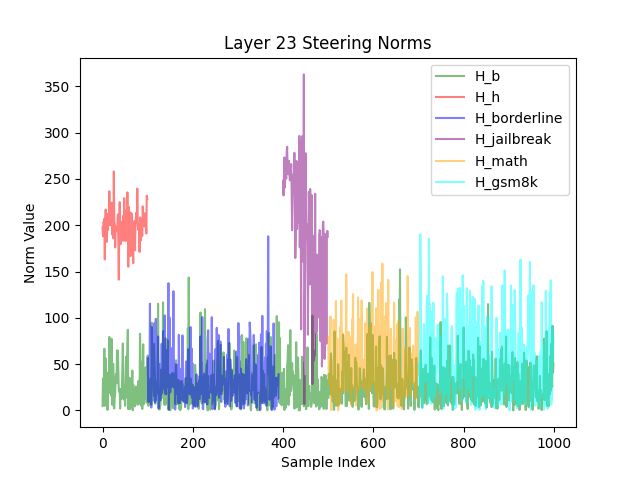 Layer 23 Steering Norms
H_b
H_h
H_borderline
H_jailbreak
H_math
H_gsm8k
Norm Value
350
300
250
200
150
100
50
0
0
200
400
600
800
1000
Sample Index